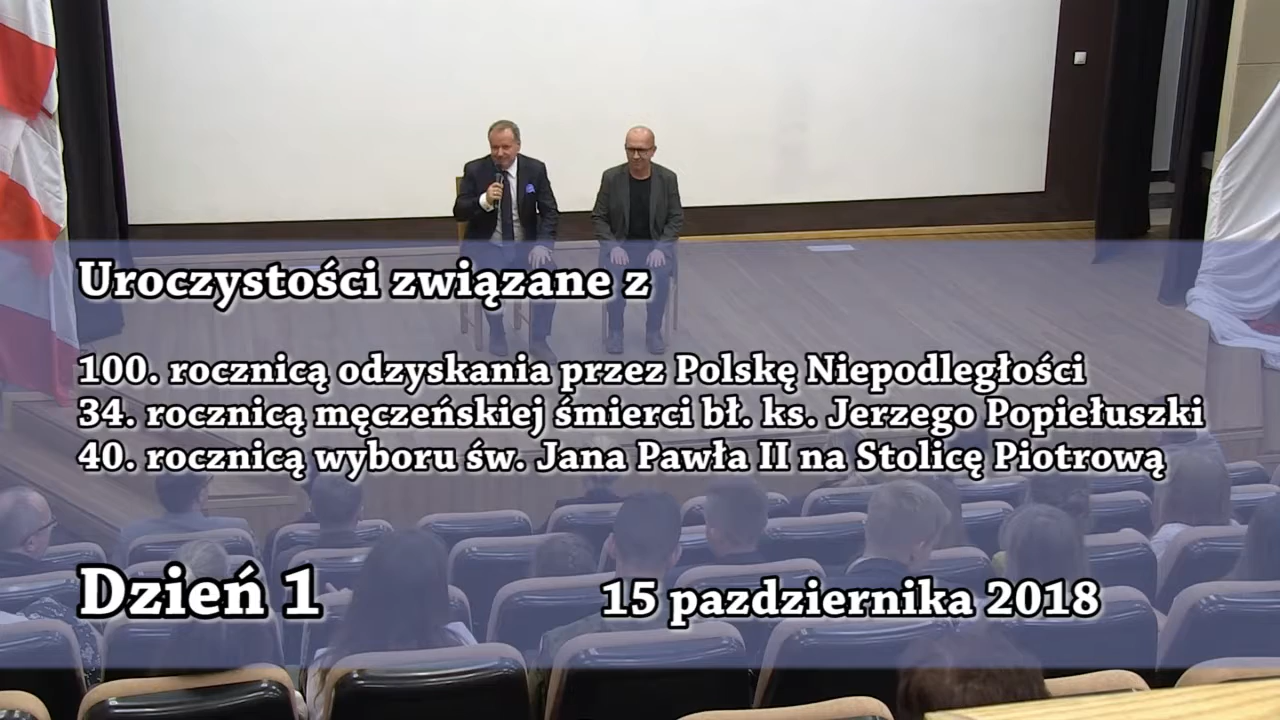 Uroczystości związane z
100. rocznicą odzyskania przez Polskę Niepodległości
34. rocznicą męczeńskiej śmierci bł. ks. Jerzego Popiełuszki
40. rocznicą wyboru św. Jana Pawła II na Stolicę Piotrową
Dzień 1
15 pazdziernika 2018